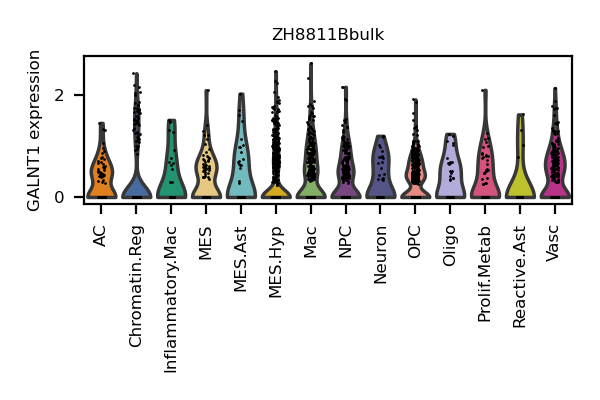 ZH8811Bbulk
GALNT1 expression
2
0
AC
Chromatin.Reg
Inflammatory.Mac
MES
MES.Ast
MES.Hyp
Mac
NPC
Neuron
OPC
Oligo
Prolif.Metab
Reactive.Ast
Vasc